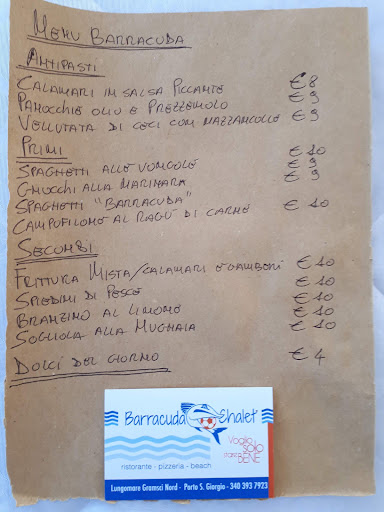 MENU BARRACUDA
ANTIPASTI
CALAMARI IN SALSA PICCANTE € 8
PANOCCHIE OLIO E PREZZEMOLO € 9
VELLUTATA DI CECI CON MAZZANCOLLE € 9
PRIMI
SPAGHETTI ALLE VONGOLE € 10
GNOCCHI ALLA MARINARA € 9
SPAGHETTI "BARRACUDA" € 9
CAMPOFILONE AL RAGÙ DI CARNE € 10
SECONDI
FRITTURA MISTA/CALAMARI E GAMBERI € 10
SPIEDINI DI PESCE € 10
BRANZINO AL LIMONE € 10
SOGLIOLA ALLA MUGNAIA € 10
DOLCI DEL GIORNO € 4
Barracuda Chalet
Voglio
SOLO
BENE
ristorante - pizzeria - beach
Lungomare Gramsci Nord - Porto S. Giorgio - 340 393 7923